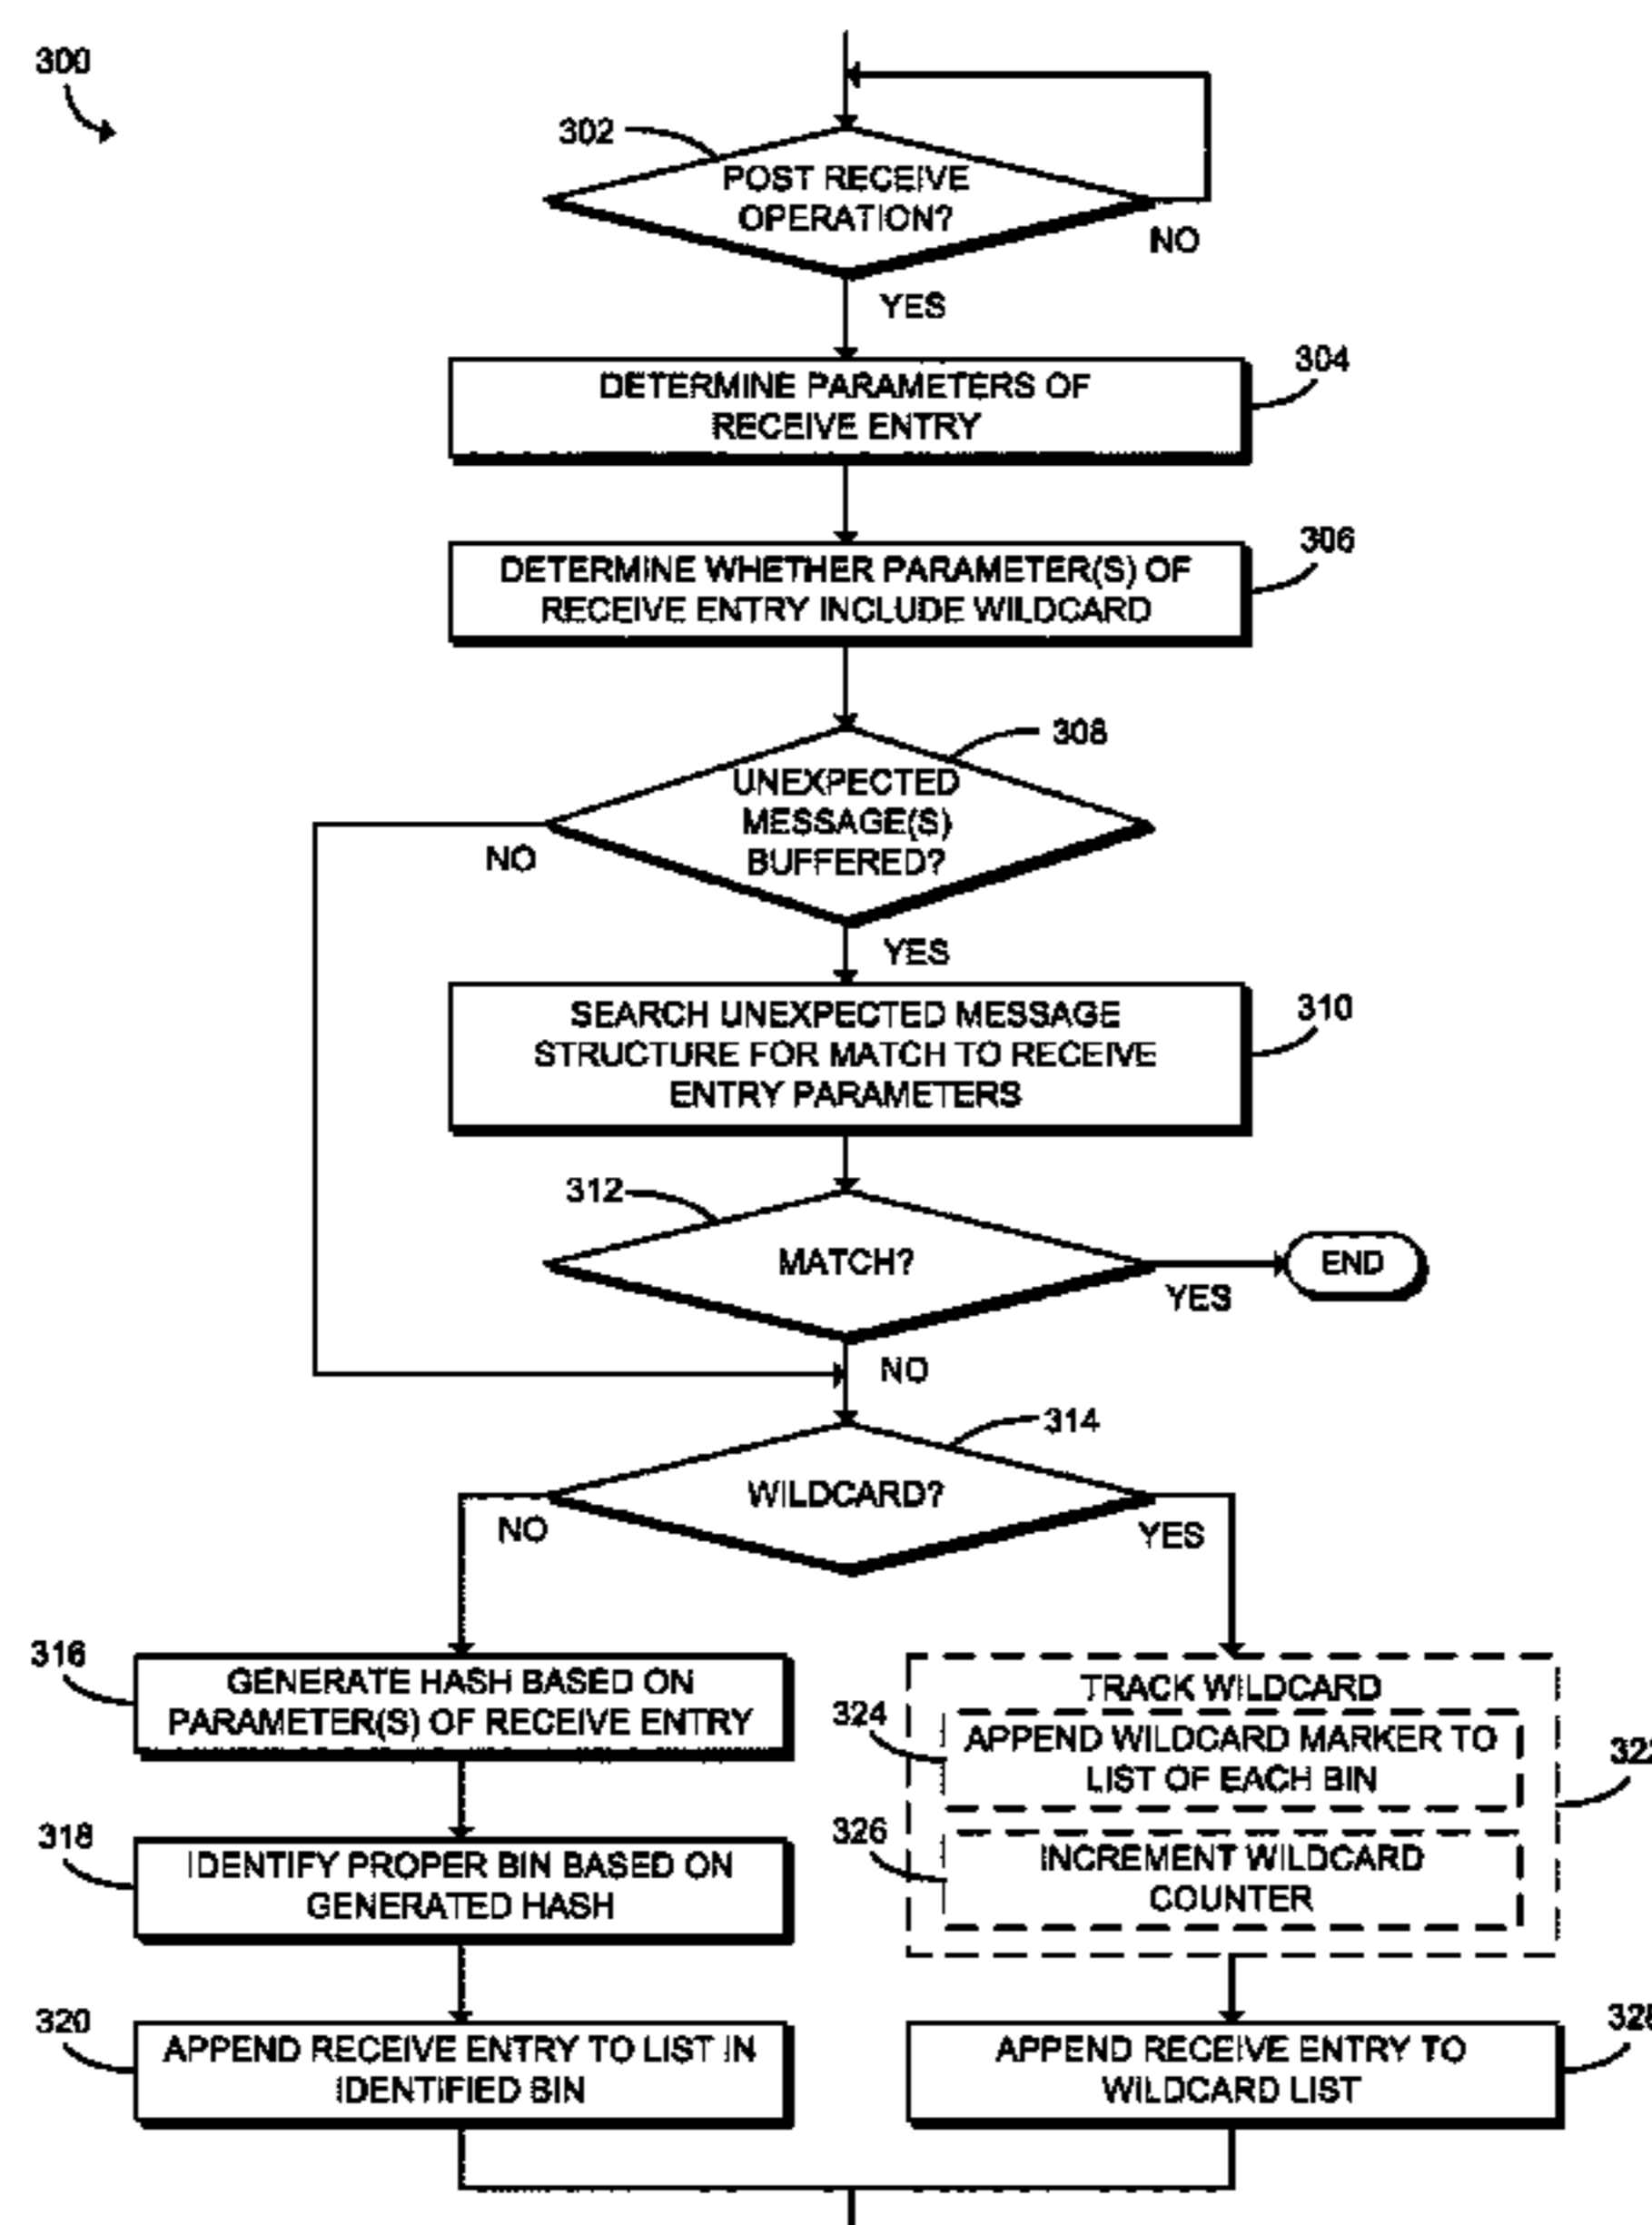 300
302
POST RECEIVE
OPERATION?
NO
YES
304
DETERMINE PARAMETERS OF
RECEIVE ENTRY
306
DETERMINE WHETHER PARAMETER(S) OF
RECEIVE ENTRY INCLUDE WILDCARD
308
UNEXPECTED
MESSAGE(S)
BUFFERED?
NO
YES
310
SEARCH UNEXPECTED MESSAGE
STRUCTURE FOR MATCH TO RECEIVE
ENTRY PARAMETERS
312
MATCH?
END
YES
NO
314
WILDCARD?
NO
YES
316
GENERATE HASH BASED ON
PARAMETER(S) OF RECEIVE ENTRY
TRACK WILDCARD
324
APPEND WILDCARD MARKER TO
LIST OF EACH BIN
318
IDENTIFY PROPER BIN BASED ON
GENERATED HASH
326
INCREMENT WILDCARD
COUNTER
320
APPEND RECEIVE ENTRY TO LIST IN
IDENTIFIED BIN
APPEND RECEIVE ENTRY TO
WILDCARD LIST